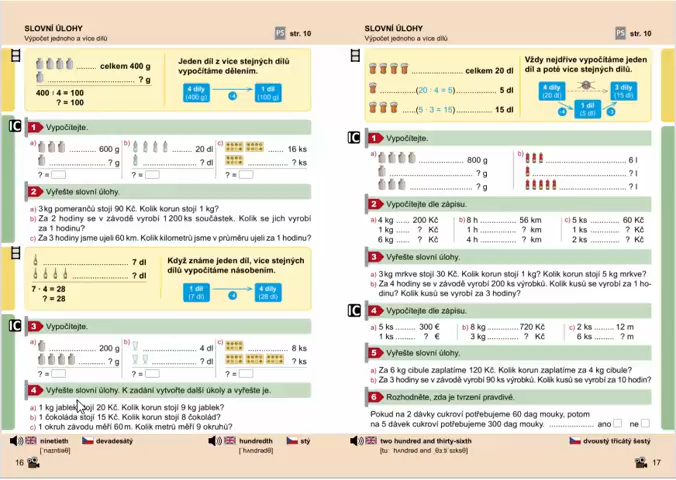 SLOVNÍ ÚLOHY
Výpočet jednoho a více dílů
PS str. 10
......... celkem 400 g
........................ ? g
400 : 4 = 100
? = 100
Jeden díl z více stejných dílů
vypočítáme dělením.
4 díly
(400 g)
:4
1 díl
(100 g)
1 Vypočítejte.
a) ............ 600 g
............ ? g
? =
b) ........ 20 dl
........ ? dl
? =
c) ....... 16 ks
........ ? ks
? =
2 Vyřešte slovní úlohy.
a) 3 kg pomerančů stojí 90 Kč. Kolik korun stojí 1 kg?
b) Za 2 hodiny se v závodě vyrobí 1 200 ks součástek. Kolik se jich vyrobí
za 1 hodinu?
c) Za 3 hodiny jsme ujeli 60 km. Kolik kilometrů jsme v průměru ujeli za 1 hodinu?
........................ 7 dl
............ ? dl
7 · 4 = 28
? = 28
Když známe jeden díl, více stejných
dílů vypočítáme násobením.
1 díl
(7 dl)
·4
4 díly
(28 dl)
3 Vypočítejte.
a) ............ 200 g
........ ? g
? =
b) ............ 4 dl
........ ? dl
? =
c) ............ 8 ks
? ks
? =
4 Vyřešte slovní úlohy. K zadání vytvořte další úkoly a vyřešte je.
a) 1 kg jablek stojí 20 Kč. Kolik korun stojí 9 kg jablek?
b) 1 čokoláda stojí 15 Kč. Kolik korun stojí 8 čokolád?
c) 1 okruh závodu měří 60 m. Kolik metrů měří 9 okruhů?
ninetieth
devadesátý
hundredth
stý
16
SLOVNÍ ÚLOHY
Výpočet jednoho a více dílů
PS str. 10
........................ celkem 20 dl
............(20 : 4 = 5)............ 5 dl
......(5 · 3 = 15)............ 15 dl
Vždy nejdříve vypočítáme jeden
díl a poté více stejných dílů.
4 díly
(20 dl)
3 díly
(15 dl)
:4
1 díl
(5 dl)
·3
1 Vypočítejte.
a) ........................ 800 g
........................ ? g
........................ ? g
b) ........................ 6 l
........................ ? l
........................ ? l
2 Vypočítejte dle zápisu.
a) 4 kg ...... 200 Kč
1 kg ...... ? Kč
6 kg ...... ? Kč
b) 8 h ............ 56 km
1 h ............ ? km
4 h ............ ? km
c) 5 ks ......... 60 Kč
1 ks ......... ? Kč
2 ks ......... ? Kč
3 Vyřešte slovní úlohy.
a) 3 kg mrkve stojí 30 Kč. Kolik korun stojí 1 kg? Kolik korun stojí 5 kg mrkve?
b) Za 4 hodiny se v závodě vyrobí 200 ks výrobků. Kolik kusů se vyrobí za 1 ho-
dinu? Kolik kusů se vyrobí za 3 hodiny?
4 Vypočítejte dle zápisu.
a) 5 ks ......... 300 €
1 ks ......... ? €
b) 8 kg .........720 Kč
3 kg ......... ? Kč
c) 2 ks ......... 12 m
6 ks ......... ? m
5 Vyřešte slovní úlohy.
a) Za 6 kg cibule zaplatíme 120 Kč. Kolik korun zaplatíme za 4 kg cibule?
b) Za 3 hodiny se v závodě vyrobí 90 ks výrobků. Kolik kusů se vyrobí za 10 hodin?
6 Rozhodněte, zda je tvrzení pravdivé.
Pokud na 2 dávky cukroví potřebujeme 60 dag mouky, potom
na 5 dávek cukroví potřebujeme 300 dag mouky. .................... ano ne
two hundred and thirty-sixth
dvoustý třicátý šestý
17